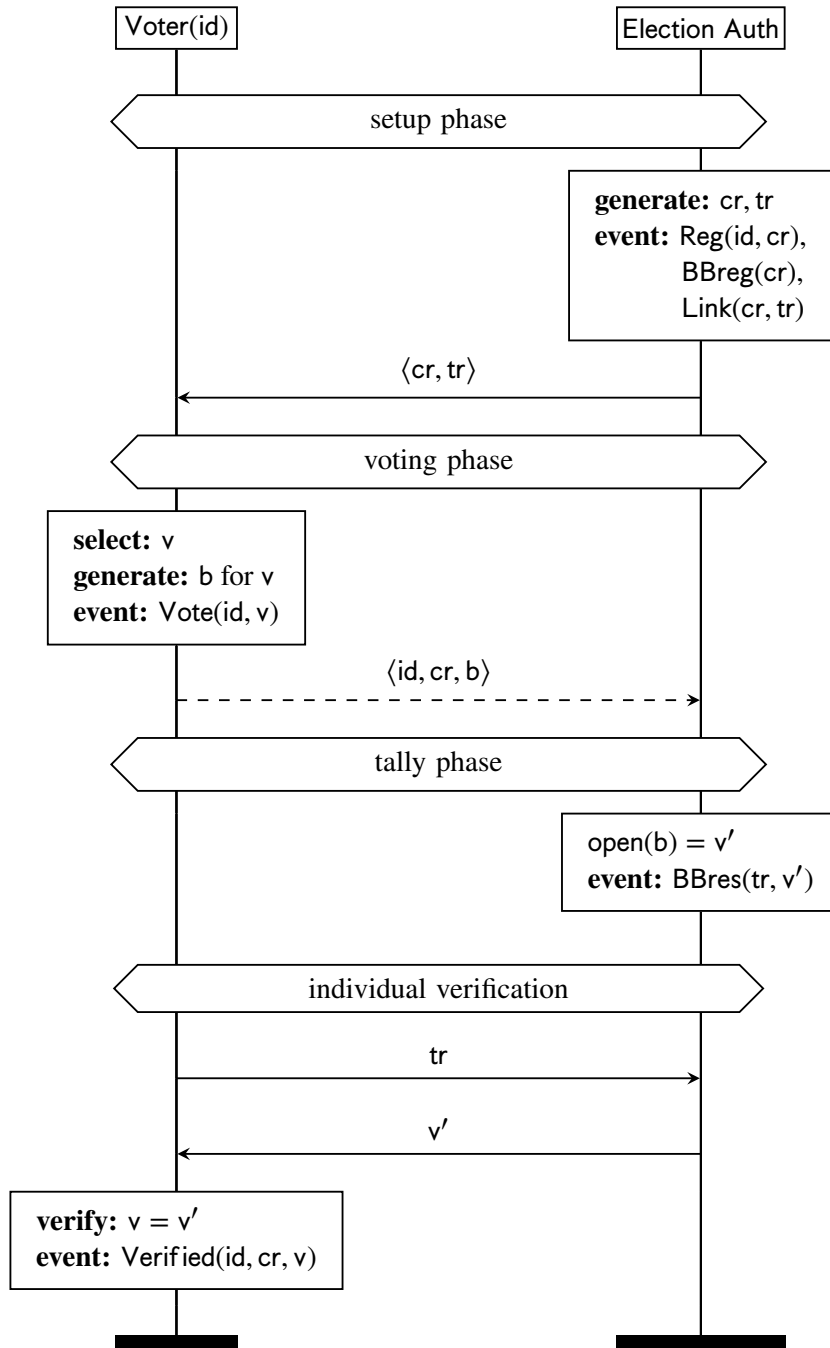 Voter(id)
Election Auth
setup phase
generate: cr, tr
event: Reg(id, cr),
BBreg(cr),
Link(cr, tr)
⟨cr, tr⟩
voting phase
select: v
generate: b for v
event: Vote(id, v)
⟨id, cr, b⟩
tally phase
open(b) = v′
event: BBres(tr, v′)
individual verification
tr
v′
verify: v = v′
event: Verified(id, cr, v)